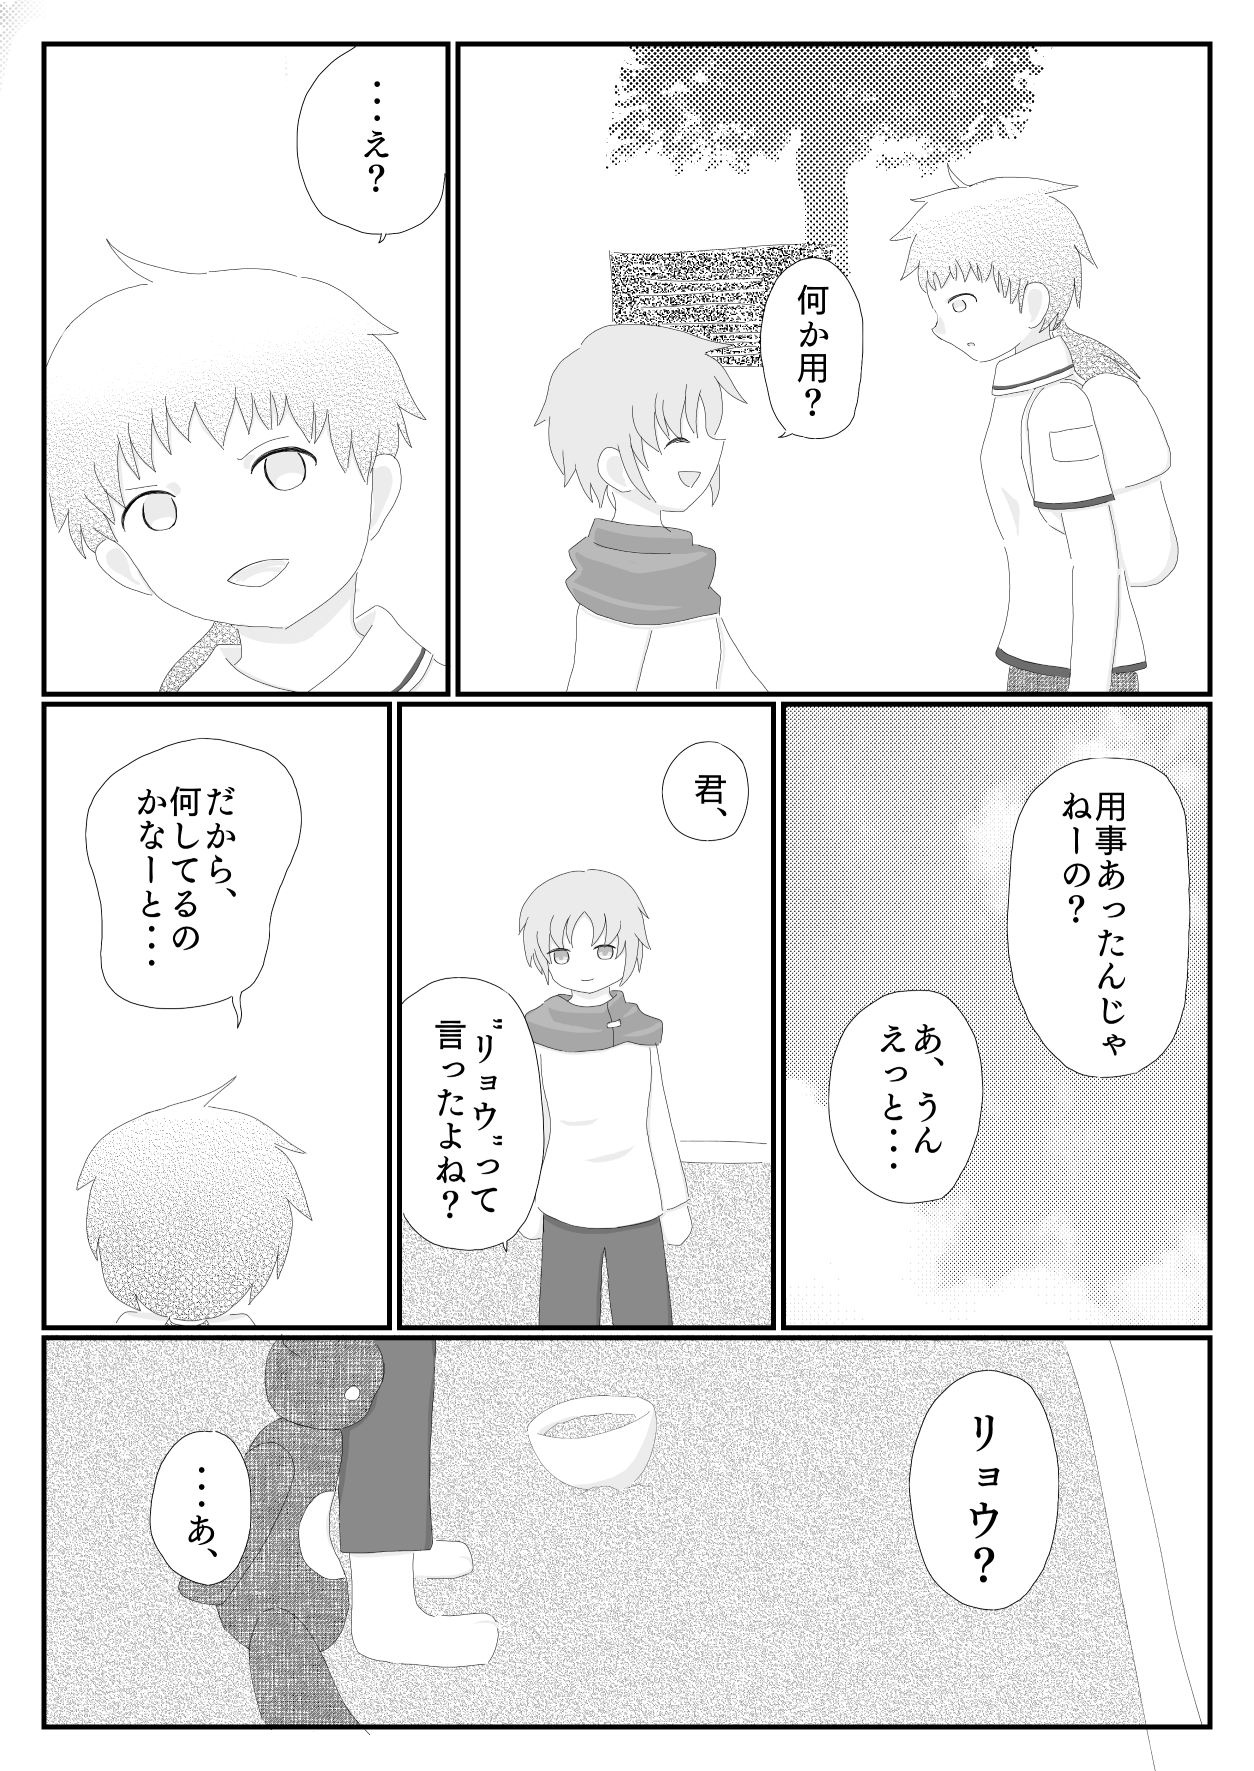 何か用？
・・・え？
用事あったんじゃ
ねーの？
あ、うん
えっと・・・
君、
〝リョウ〟って
言ったよね？
だから、
何してるの
かなーと・・・
リョウ？
・・・あ、